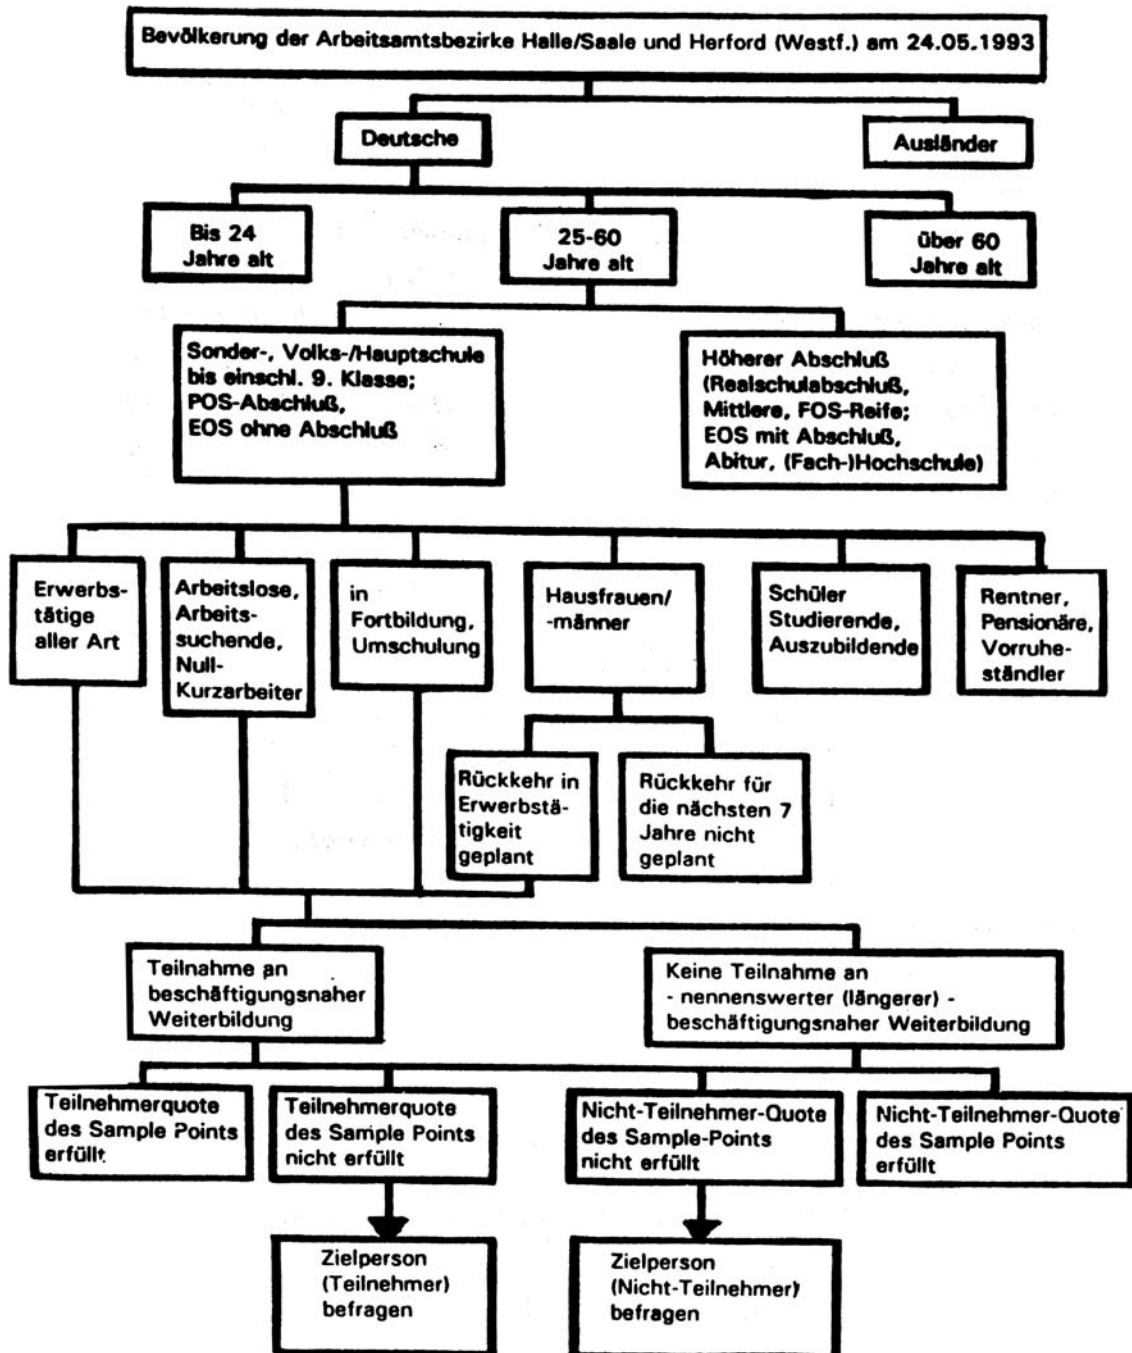 Bevölkerung der Arbeitsamtsbezirke Halle/Saale und Herford (Westf.) am 24.05.1993
Deutsche
Ausländer
Bis 24
Jahre alt
25-60
Jahre alt
über 60
Jahre alt
Sonder-, Volks-/Hauptschule
bis einschl. 9. Klasse;
POS-Abschluß,
EOS ohne Abschluß
Höherer Abschluß
(Realschulabschluß,
Mittlere, FOS-Reife;
EOS mit Abschluß,
Abitur, (Fach-)Hochschule)
Erwerbs-
tätige
aller Art
Arbeitslose,
Arbeits-
suchende,
Null-
Kurzarbeiter
in
Fortbildung,
Umschulung
Hausfrauen/
-männer
Schüler
Studierende,
Auszubildende
Rentner,
Pensionäre,
Vorruhe-
ständler
Rückkehr in
Erwerbstä-
tigkeit
geplant
Rückkehr für
die nächsten 7
Jahre nicht
geplant
Teilnahme an
beschäftigungsnaher
Weiterbildung
Keine Teilnahme an
- nennenswerter (längerer) -
beschäftigungsnaher Weiterbildung
Teilnehmerquote
des Sample Points
erfüllt
Teilnehmerquote
des Sample Points
nicht erfüllt
Nicht-Teilnehmer-Quote
des Sample-Points
nicht erfüllt
Nicht-Teilnehmer-Quote
des Sample Points
erfüllt
Zielperson
(Teilnehmer)
befragen
Zielperson
(Nicht-Teilnehmer)
befragen